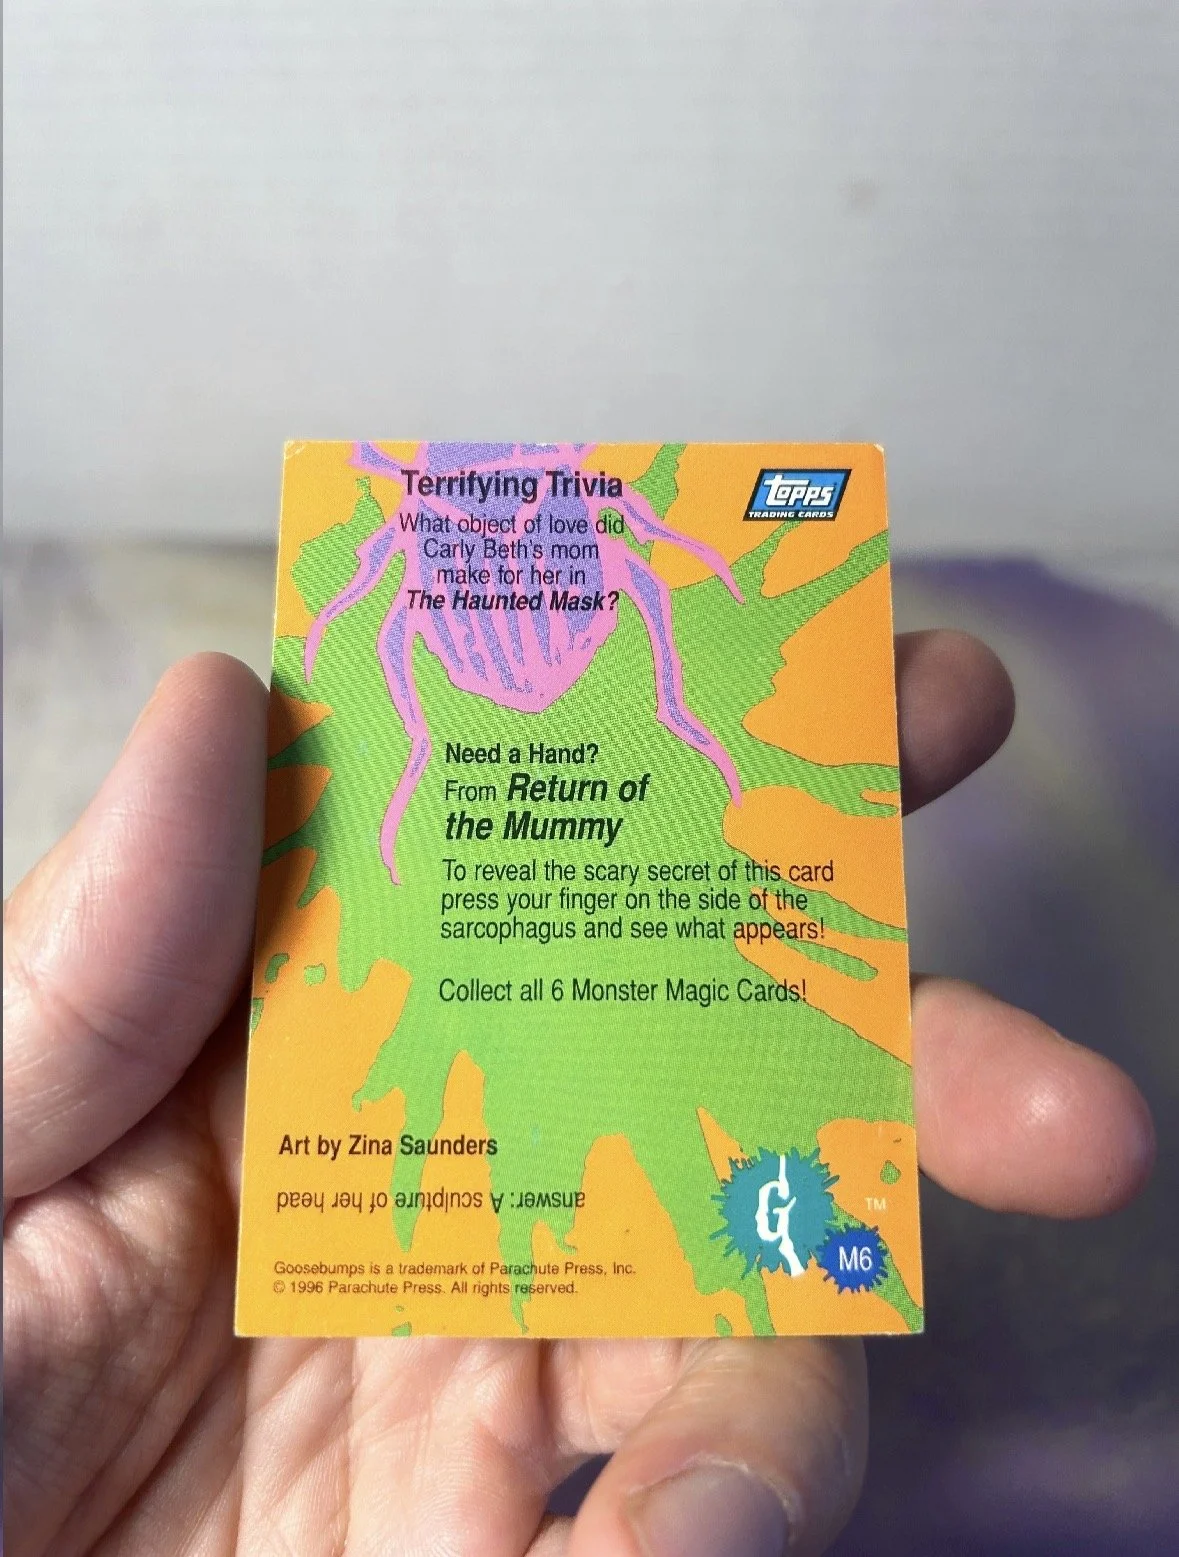 Terrifying Trivia
What object of love did
Carly Beth's mom
make for her in
The Haunted Mask?
topps
TRADING CARDS
Need a Hand?
From Return of
the Mummy
To reveal the scary secret of this card
press your finger on the side of the
sarcophagus and see what appears!
Collect all 6 Monster Magic Cards!
Art by Zina Saunders
answer: A sculpture of her head
Goosebumps is a trademark of Parachute Press, Inc.
© 1996 Parachute Press. All rights reserved.
G
TM
M6